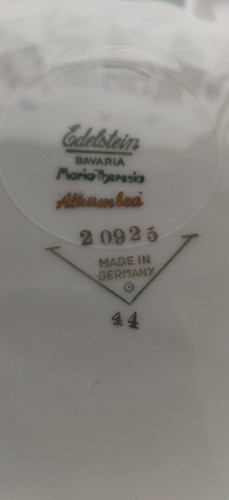 Edelstein
BAVARIA
Maria-Theresia
Alhambra
20925
MADE IN
GERMANY
44